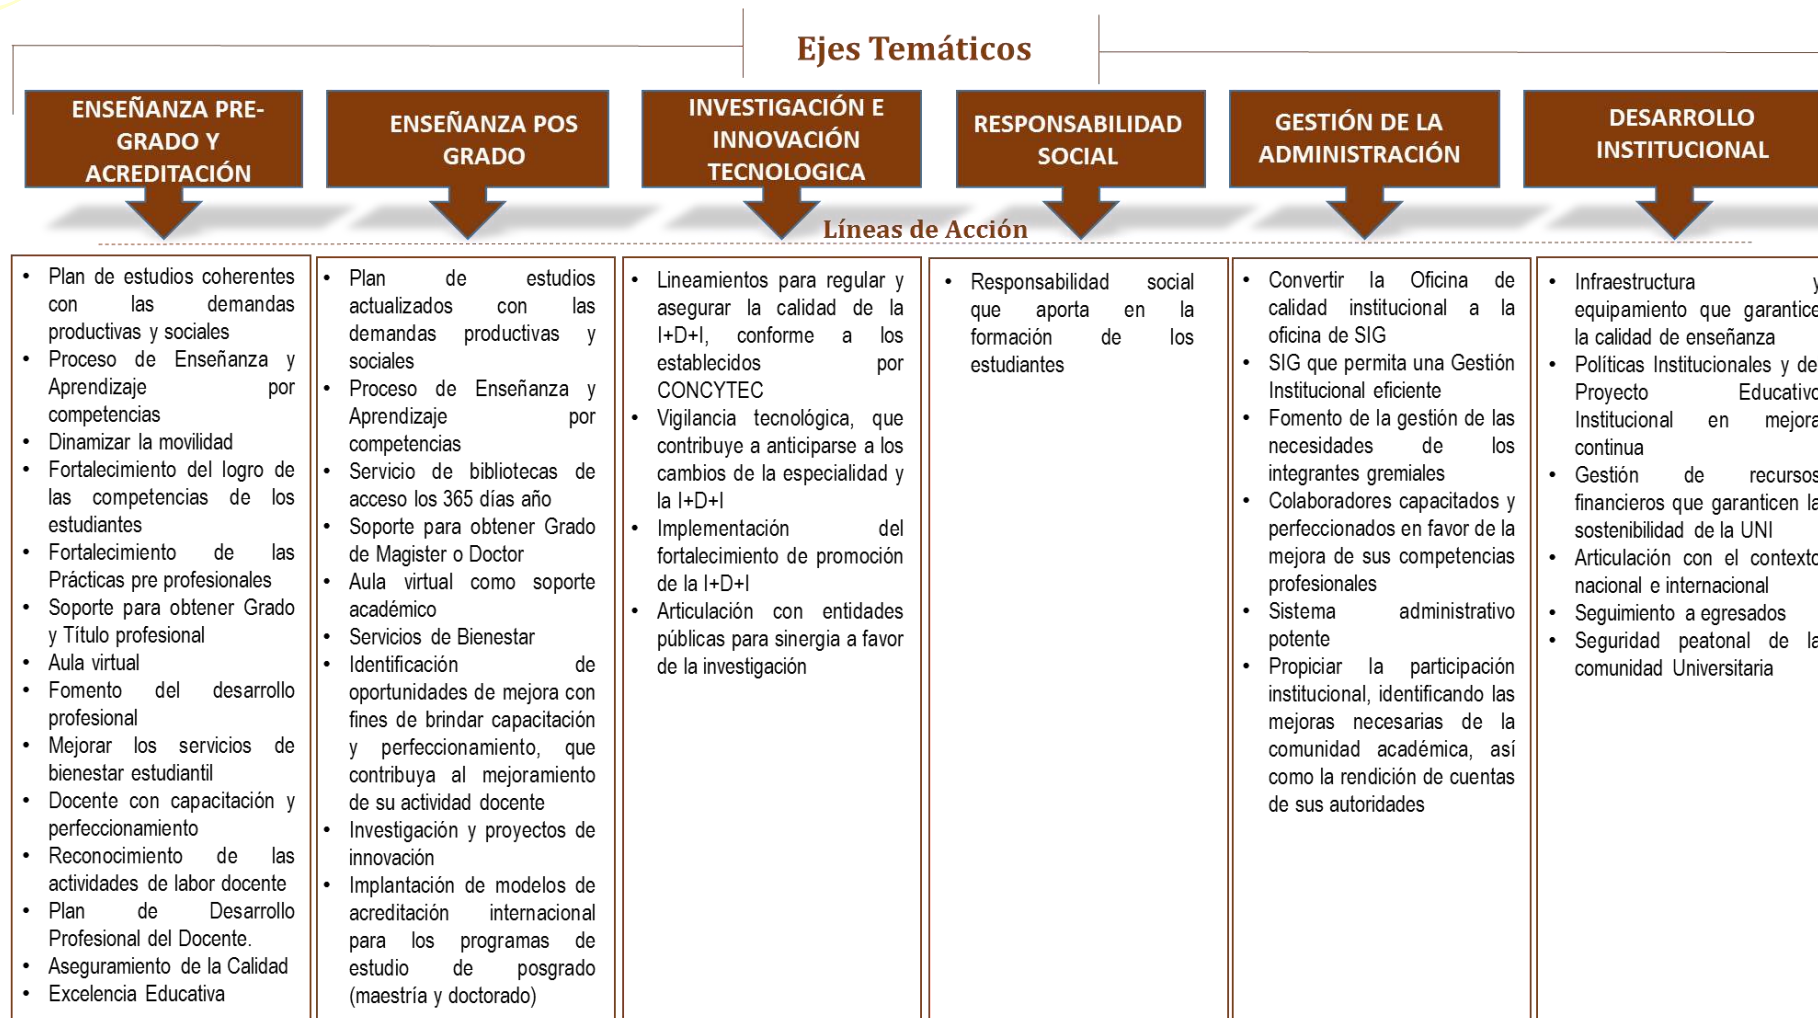 Ejes Temáticos
ENSEÑANZA PRE-
GRADO Y
ACREDITACIÓN
ENSEÑANZA POS
GRADO
INVESTIGACIÓN E
INNOVACIÓN
TECNOLOGICA
RESPONSABILIDAD
SOCIAL
GESTIÓN DE LA
ADMINISTRACIÓN
DESARROLLO
INSTITUCIONAL
Líneas de Acción
• Plan de estudios coherentes
con las demandas
productivas y sociales
• Proceso de Enseñanza y
Aprendizaje por
competencias
• Dinamizar la movilidad
• Fortalecimiento del logro de
las competencias de los
estudiantes
• Fortalecimiento de las
Prácticas pre profesionales
• Soporte para obtener Grado
y Título profesional
• Aula virtual
• Fomento del desarrollo
profesional
• Mejorar los servicios de
bienestar estudiantil
• Docente con capacitación y
perfeccionamiento
• Reconocimiento de las
actividades de labor docente
• Plan de Desarrollo
Profesional del Docente.
• Aseguramiento de la Calidad
• Excelencia Educativa
• Plan de estudios
actualizados con las
demandas productivas y
sociales
• Proceso de Enseñanza y
Aprendizaje por
competencias
• Servicio de bibliotecas de
acceso los 365 días año
• Soporte para obtener Grado
de Magister o Doctor
• Aula virtual como soporte
académico
• Servicios de Bienestar
• Identificación de
oportunidades de mejora con
fines de brindar capacitación
y perfeccionamiento, que
contribuya al mejoramiento
de su actividad docente
• Investigación y proyectos de
innovación
• Implantación de modelos de
acreditación internacional
para los programas de
estudio de posgrado
(maestría y doctorado)
• Lineamientos para regular y
asegurar la calidad de la
I+D+I, conforme a los
establecidos por
CONCYTEC
• Vigilancia tecnológica, que
contribuye a anticiparse a los
cambios de la especialidad y
la I+D+I
• Implementación del
fortalecimiento de promoción
de la I+D+I
• Articulación con entidades
públicas para sinergia a favor
de la investigación
• Responsabilidad social
que aporta en la
formación de los
estudiantes
• Convertir la Oficina de
calidad institucional a la
oficina de SIG
• SIG que permita una Gestión
Institucional eficiente
• Fomento de la gestión de las
necesidades de los
integrantes gremiales
• Colaboradores capacitados y
perfeccionados en favor de la
mejora de sus competencias
profesionales
• Sistema administrativo
potente
• Propiciar la participación
institucional, identificando las
mejoras necesarias de la
comunidad académica, así
como la rendición de cuentas
de sus autoridades
• Infraestructura y
equipamiento que garantice
la calidad de enseñanza
• Políticas Institucionales y de
Proyecto Educativo
Institucional en mejora
continua
• Gestión de recursos
financieros que garanticen la
sostenibilidad de la UNI
• Articulación con el contexto
nacional e internacional
• Seguimiento a egresados
• Seguridad peatonal de la
comunidad Universitaria